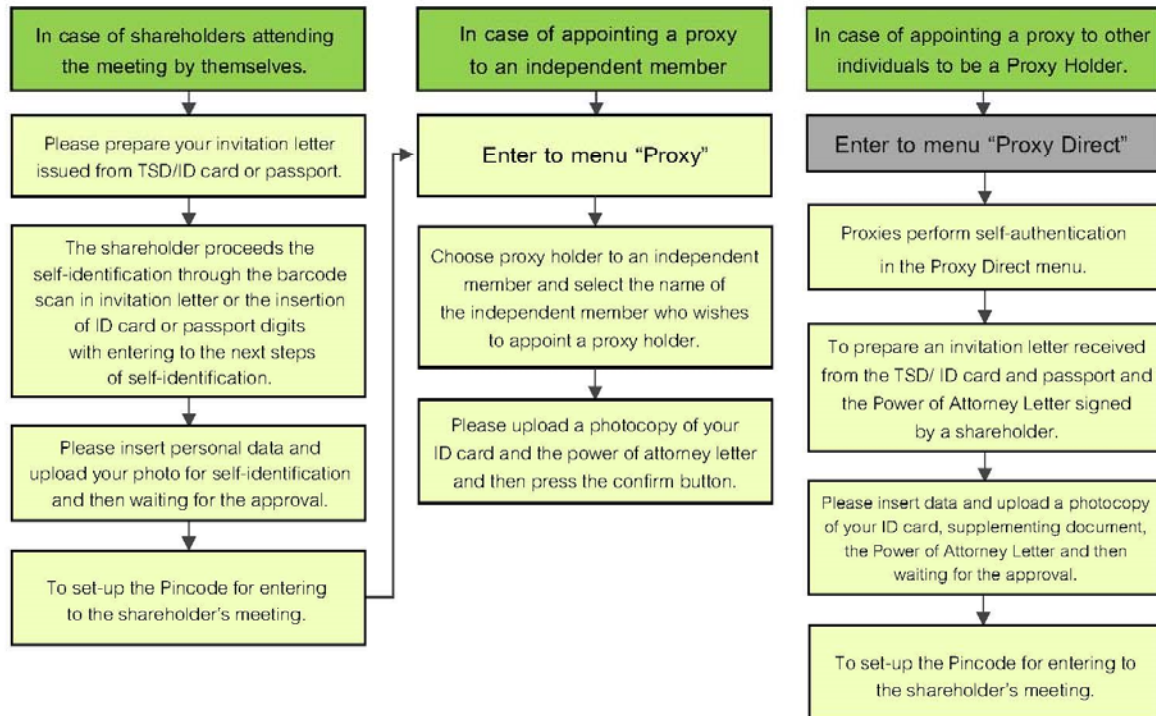 In case of shareholders attending
the meeting by themselves.
Please prepare your invitation letter
issued from TSD/ID card or passport.
The shareholder proceeds the
self-identification through the barcode
scan in invitation letter or the insertion
of ID card or passport digits
with entering to the next steps
of self-identification.
Please insert personal data and
upload your photo for self-identification
and then waiting for the approval.
To set-up the Pincode for entering
to the shareholder's meeting.
In case of appointing a proxy
to an independent member
Enter to menu “Proxy”
Choose proxy holder to an independent
member and select the name of
the independent member who wishes
to appoint a proxy holder.
Please upload a photocopy of your
ID card and the power of attorney letter
and then press the confirm button.
In case of appointing a proxy to other
individuals to be a Proxy Holder.
Enter to menu “Proxy Direct”
Proxies perform self-authentication
in the Proxy Direct menu.
To prepare an invitation letter received
from the TSD/ ID card and passport and
the Power of Attorney Letter signed
by a shareholder.
Please insert data and upload a photocopy
of your ID card, supplementing document,
the Power of Attorney Letter and then
waiting for the approval.
To set-up the Pincode for entering to
the shareholder's meeting.